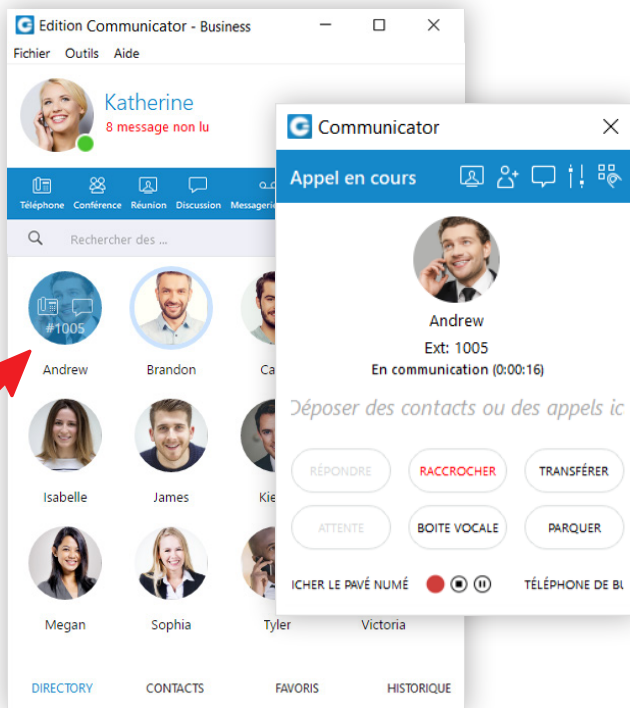 Edition Communicator - Business
Fichier Outils Aide
Katherine
8 message non lu
Téléphone Conférence Réunion Discussion Messagerie
Rechercher des ...
#1005
Andrew Brandon Ca
Isabelle James Kie
Megan Sophia Tyler Victoria
DIRECTORY CONTACTS FAVORIS HISTORIQUE
Communicator
Appel en cours
Andrew
Ext: 1005
En communication (0:00:16)
Déposer des contacts ou des appels ic
RÉPONDRE RACCROCHER TRANSFÉRER
ATTENTE BOITE VOCALE PARQUER
ICHER LE PAVÉ NUMÉ TÉLÉPHONE DE BU